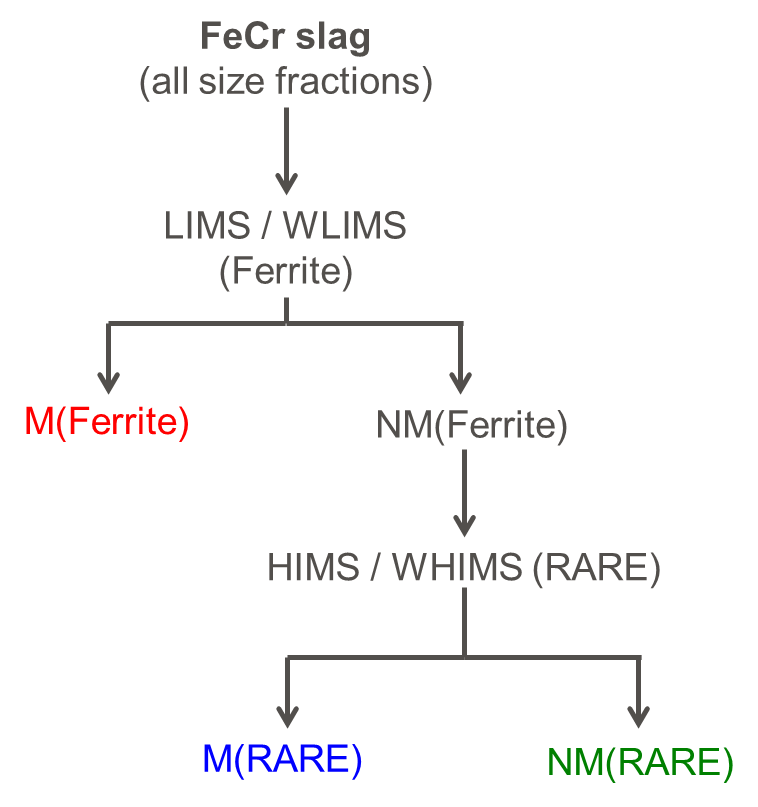 FeCr slag
(all size fractions)
LIMS / WLIMS
(Ferrite)
M(Ferrite)
NM(Ferrite)
HIMS / WHIMS (RARE)
M(RARE)
NM(RARE)